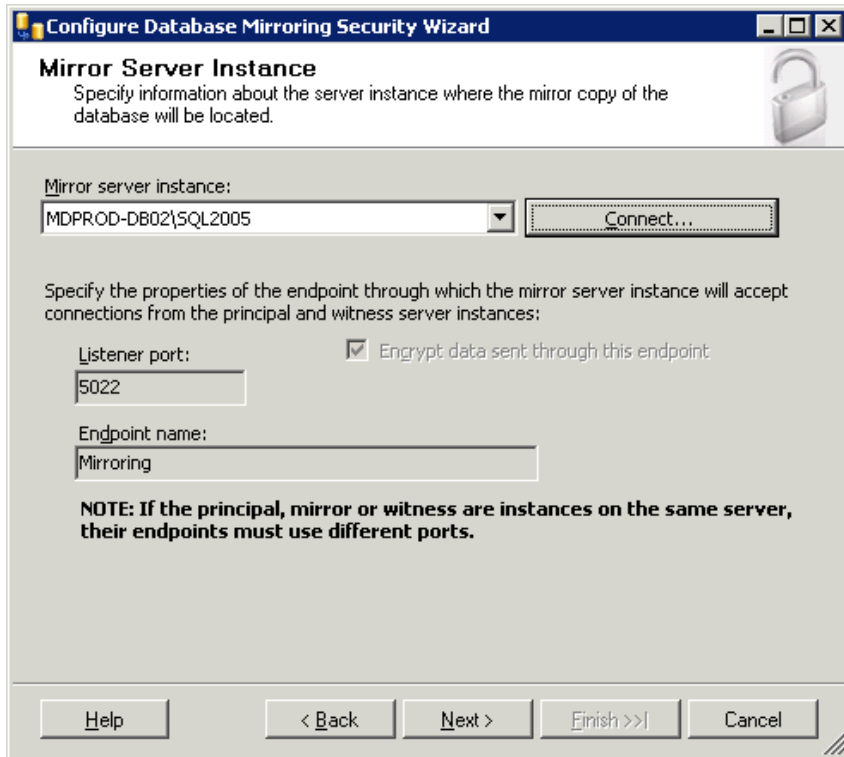 Configure Database Mirroring Security Wizard
Mirror Server Instance
Specify information about the server instance where the mirror copy of the
database will be located.
Mirror server instance:
MDPROD-DB02\SQL2005
Connect...
Specify the properties of the endpoint through which the mirror server instance will accept
connections from the principal and witness server instances:
Listener port:
Encrypt data sent through this endpoint
5022
Endpoint name:
Mirroring
NOTE: If the principal, mirror or witness are instances on the same server,
their endpoints must use different ports.
Help
< Back
Next >
Finish >>|
Cancel